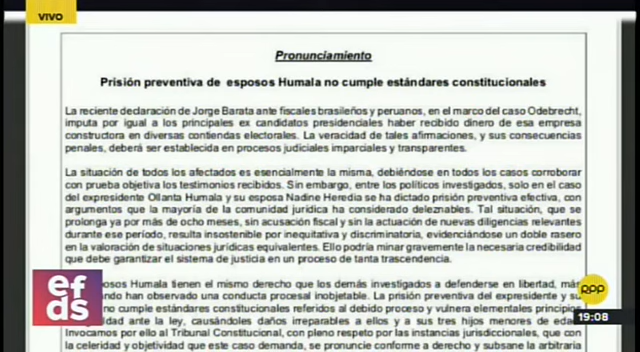 VIVO
Pronunciamiento
Prisión preventiva de esposos Humala no cumple estándares constitucionales
La reciente declaración de Jorge Barata ante fiscales brasileños y peruanos, en el marco del caso Odebrecht,
imputa por igual a los principales ex candidatos presidenciales haber recibido dinero de esa empresa
constructora en diversas contiendas electorales. La veracidad de tales afirmaciones, y sus consecuencias
penales, deberá ser establecida en procesos judiciales imparciales y transparentes.
La situación de todos los afectados es esencialmente la misma, debiéndose en todos los casos corroborar
con prueba objetiva los testimonios recibidos. Sin embargo, entre los políticos investigados, solo en el caso
del expresidente Ollanta Humala y su esposa Nadine Heredia se ha dictado prisión preventiva efectiva, con
argumentos que la mayoría de la comunidad jurídica ha considerado deleznables. Tal situación, que se
prolonga ya por más de ocho meses, sin acusación fiscal y sin la actuación de nuevas diligencias relevantes
durante ese período, resulta insostenible por inequitativa y discriminatoria, evidenciándose un doble rasero
en la valoración de situaciones jurídicas equivalentes. Ello podría minar gravemente la necesaria credibilidad
que debe garantizar el sistema de justicia en un proceso de tanta trascendencia.
posos Humala tienen el mismo derecho que los demás investigados a defenderse en libertad, más
ando han observado una conducta procesal inobjetable. La prisión preventiva del expresidente y su
no cumple estándares constitucionales referidos al debido proceso y vulnera elementales principios
idad ante la ley, causándoles daños irreparables a ellos y a sus tres hijos menores de edad.
Invocamos por ello al Tribunal Constitucional, con pleno respeto por las instancias jurisdiccionales, que con
la celeridad y objetividad que este caso demanda, se pronuncie conforme a derecho y subsane la arbitraria
efds
RPP
19:08